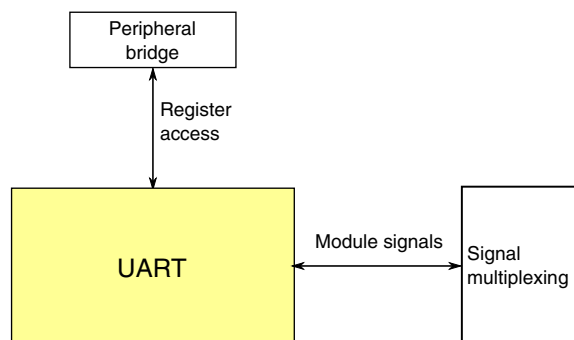 Peripheral
bridge
Register
access
UART
Module signals
Signal
multiplexing